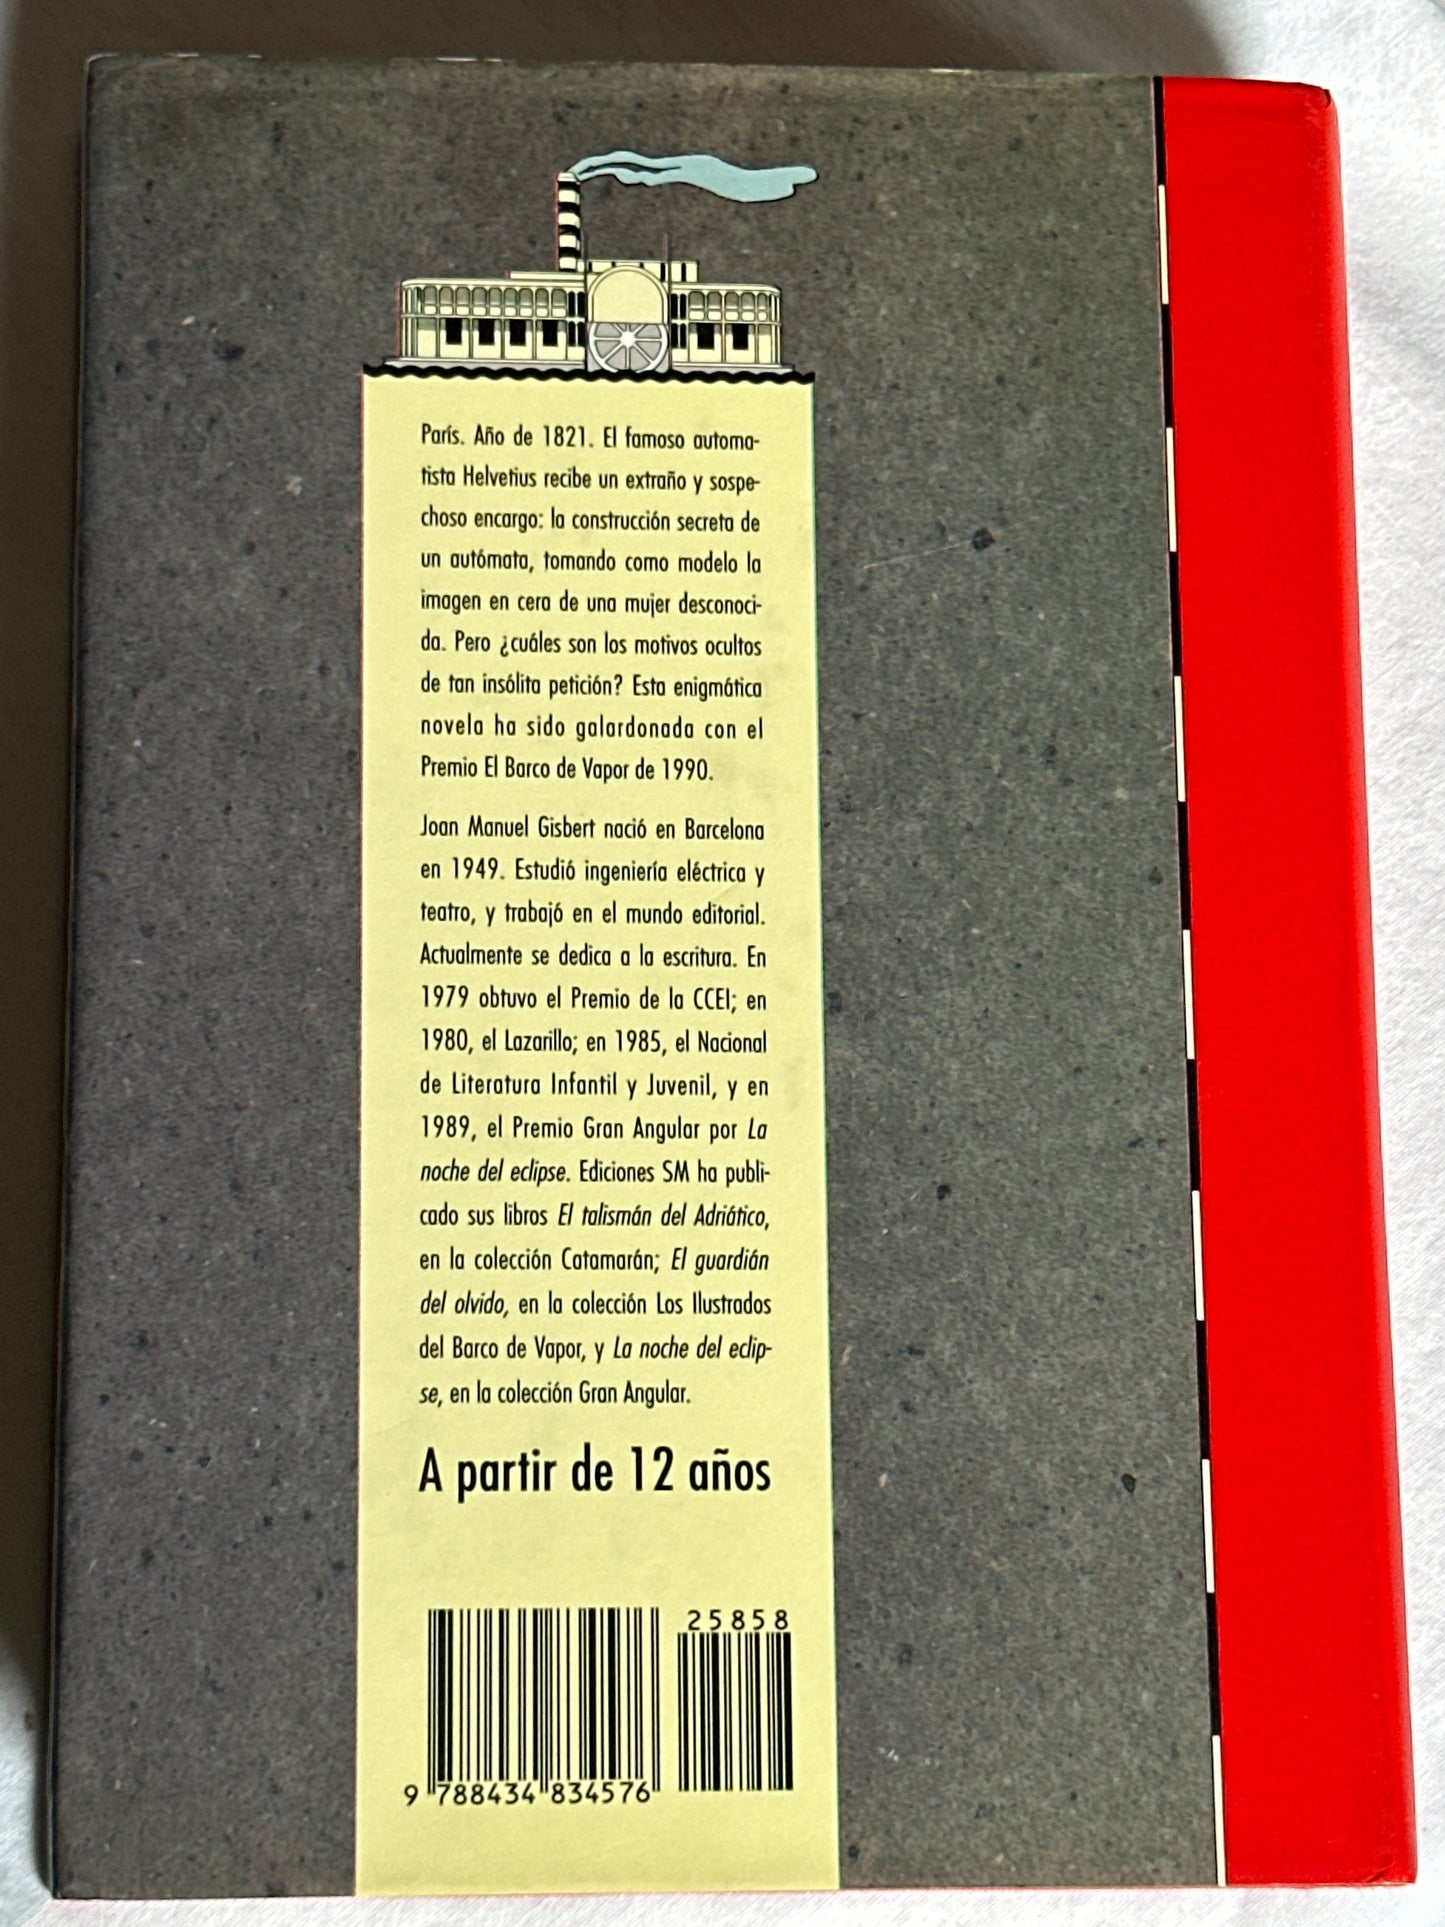 París. Año de 1821. El famoso automa-
tista Helvetius recibe un extraño y sospe-
choso encargo: la construcción secreta de
un autómata, tomando como modelo la
imagen en cera de una mujer desconoci-
da. Pero ¿cuáles son los motivos ocultos
de tan insólita petición? Esta enigmática
novela ha sido galardonada con el
Premio El Barco de Vapor de 1990.
Joan Manuel Gisbert nació en Barcelona
en 1949. Estudió ingeniería eléctrica y
teatro, y trabajó en el mundo editorial.
Actualmente se dedica a la escritura. En
1979 obtuvo el Premio de la CCEI; en
1980, el Lazarillo; en 1985, el Nacional
de Literatura Infantil y Juvenil, y en
1989, el Premio Gran Angular por La
noche del eclipse. Ediciones SM ha publi-
cado sus libros El talismán del Adriático,
en la colección Catamarán; El guardián
del olvido, en la colección Los Ilustrados
del Barco de Vapor, y La noche del eclip-
se, en la colección Gran Angular.
A partir de 12 años
25858
9 788434 834576